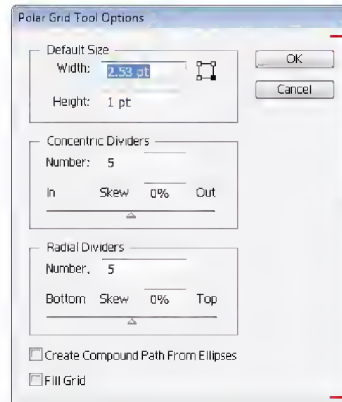 Polar Grid Tool Options
Default Size
Width: 2.53 pt
Height: 1 pt
OK
Cancel
Concentric Dividers
Number: 5
In Skew 0% Out
Radial Dividers
Number. 5
Bottom Skew 0% Top
Create Compound Path From Ellipses
Fill Grid